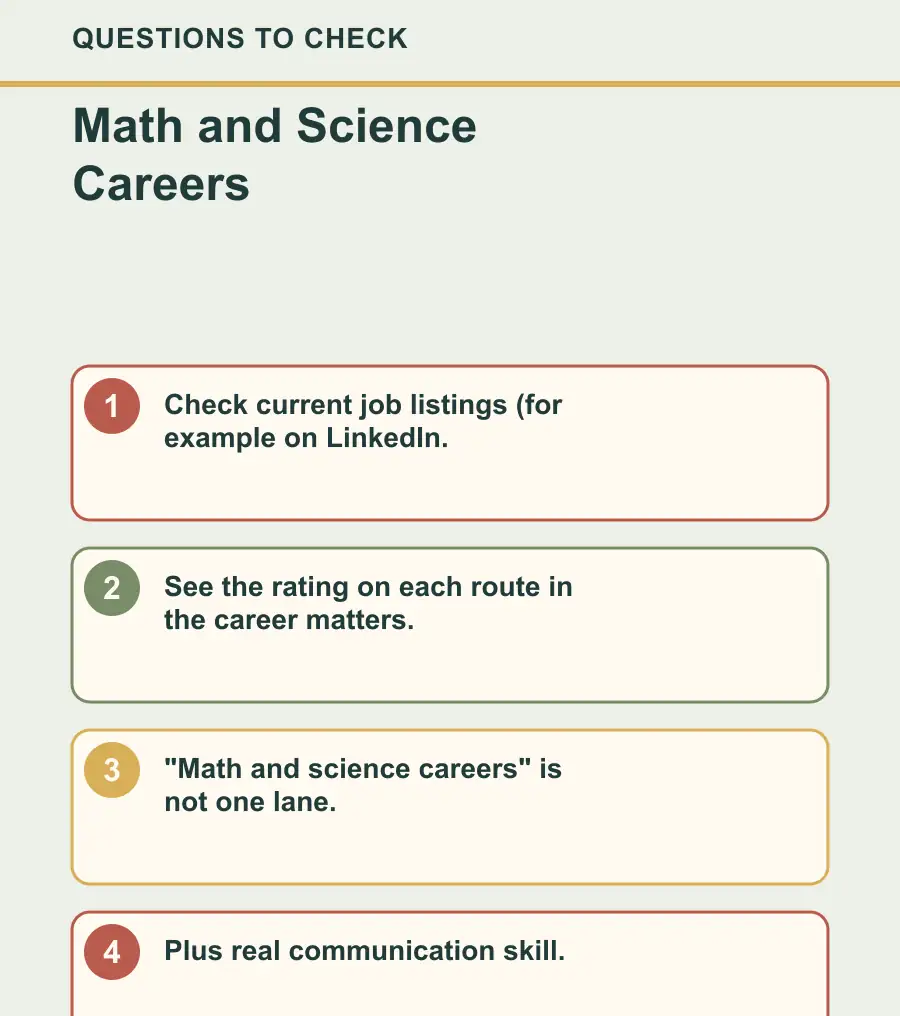 QUESTIONS TO CHECK
Math and Science
Careers
1
Check current job listings (for
example on LinkedIn.
2
See the rating on each route in
the career matters.
3
"Math and science careers" is
not one lane.
4
Plus real communication skill.